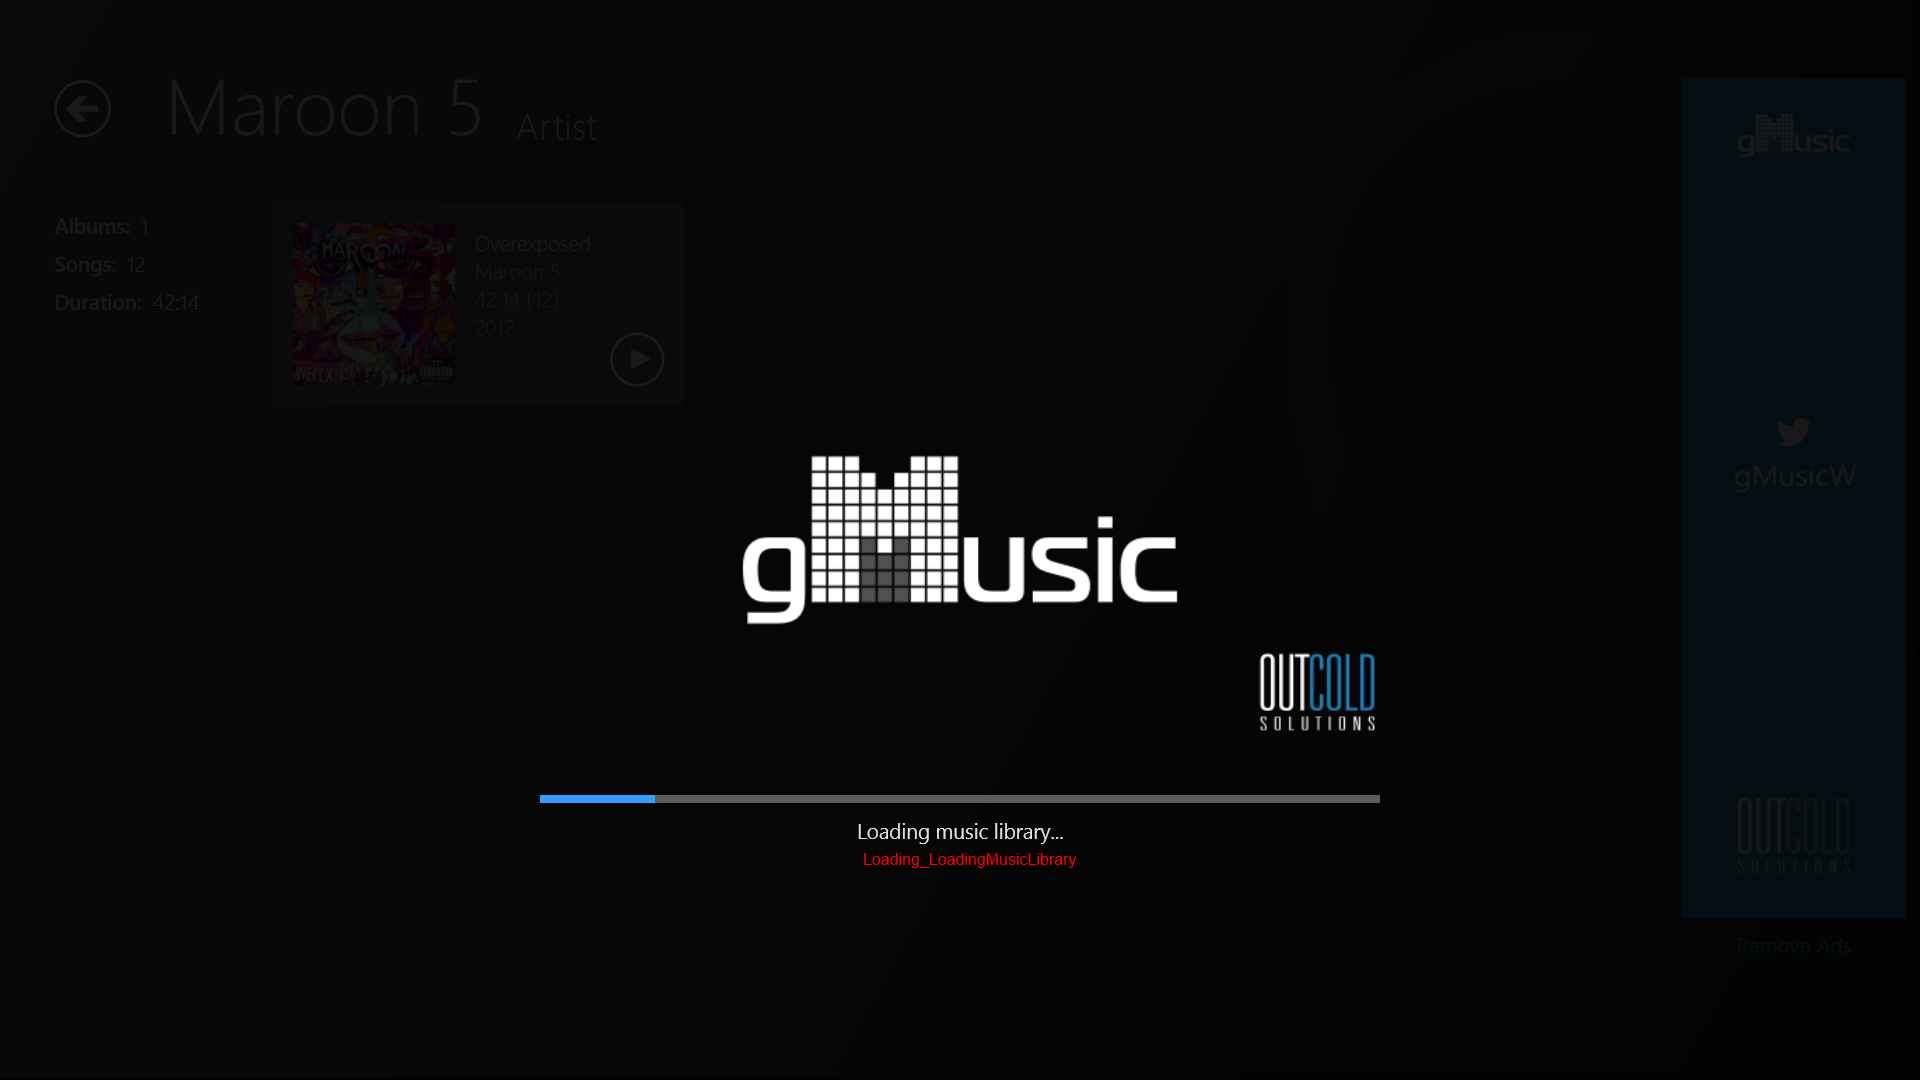 Maroon 5 Artist
gMusic
Albums: 1
Songs: 12
Duration: 42:14
MAROON 5
OVEREXPOSED
Overexposed
Maroon 5
42:14 (12)
2012
gMusicW
gMusic
OUTCOLD
SOLUTIONS
Loading music library...
Loading_LoadingMusicLibrary
OUTCOLD
SOLUTIONS
Remove Ads